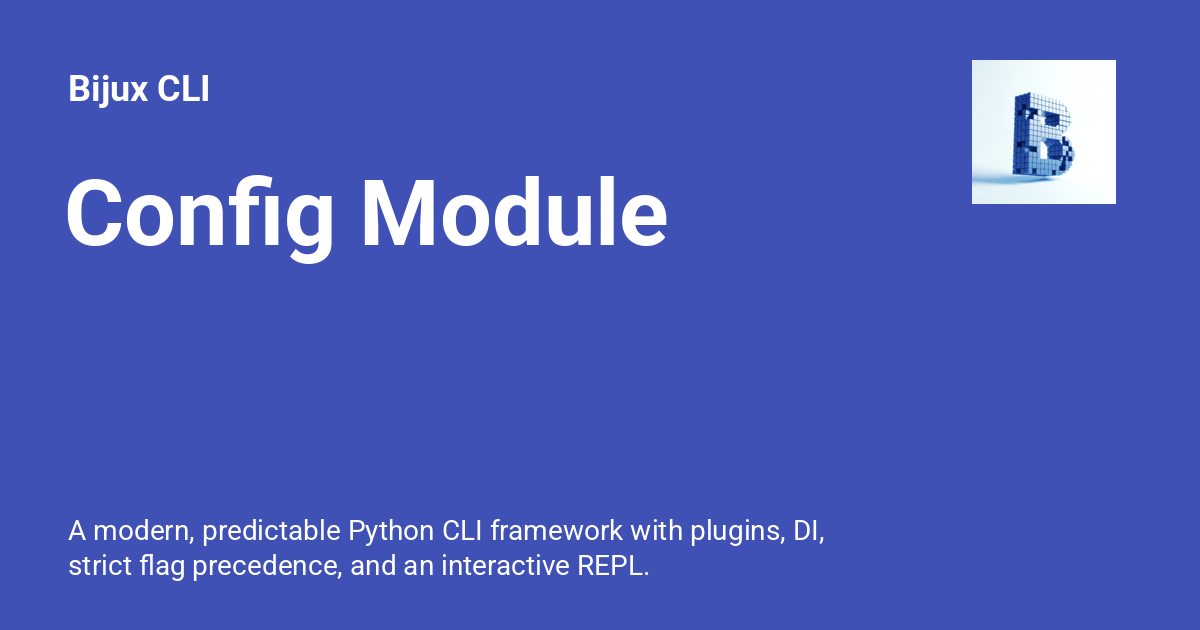 Bijux CLI
Config Module
B
A modern, predictable Python CLI framework with plugins, DI,
strict flag precedence, and an interactive REPL.